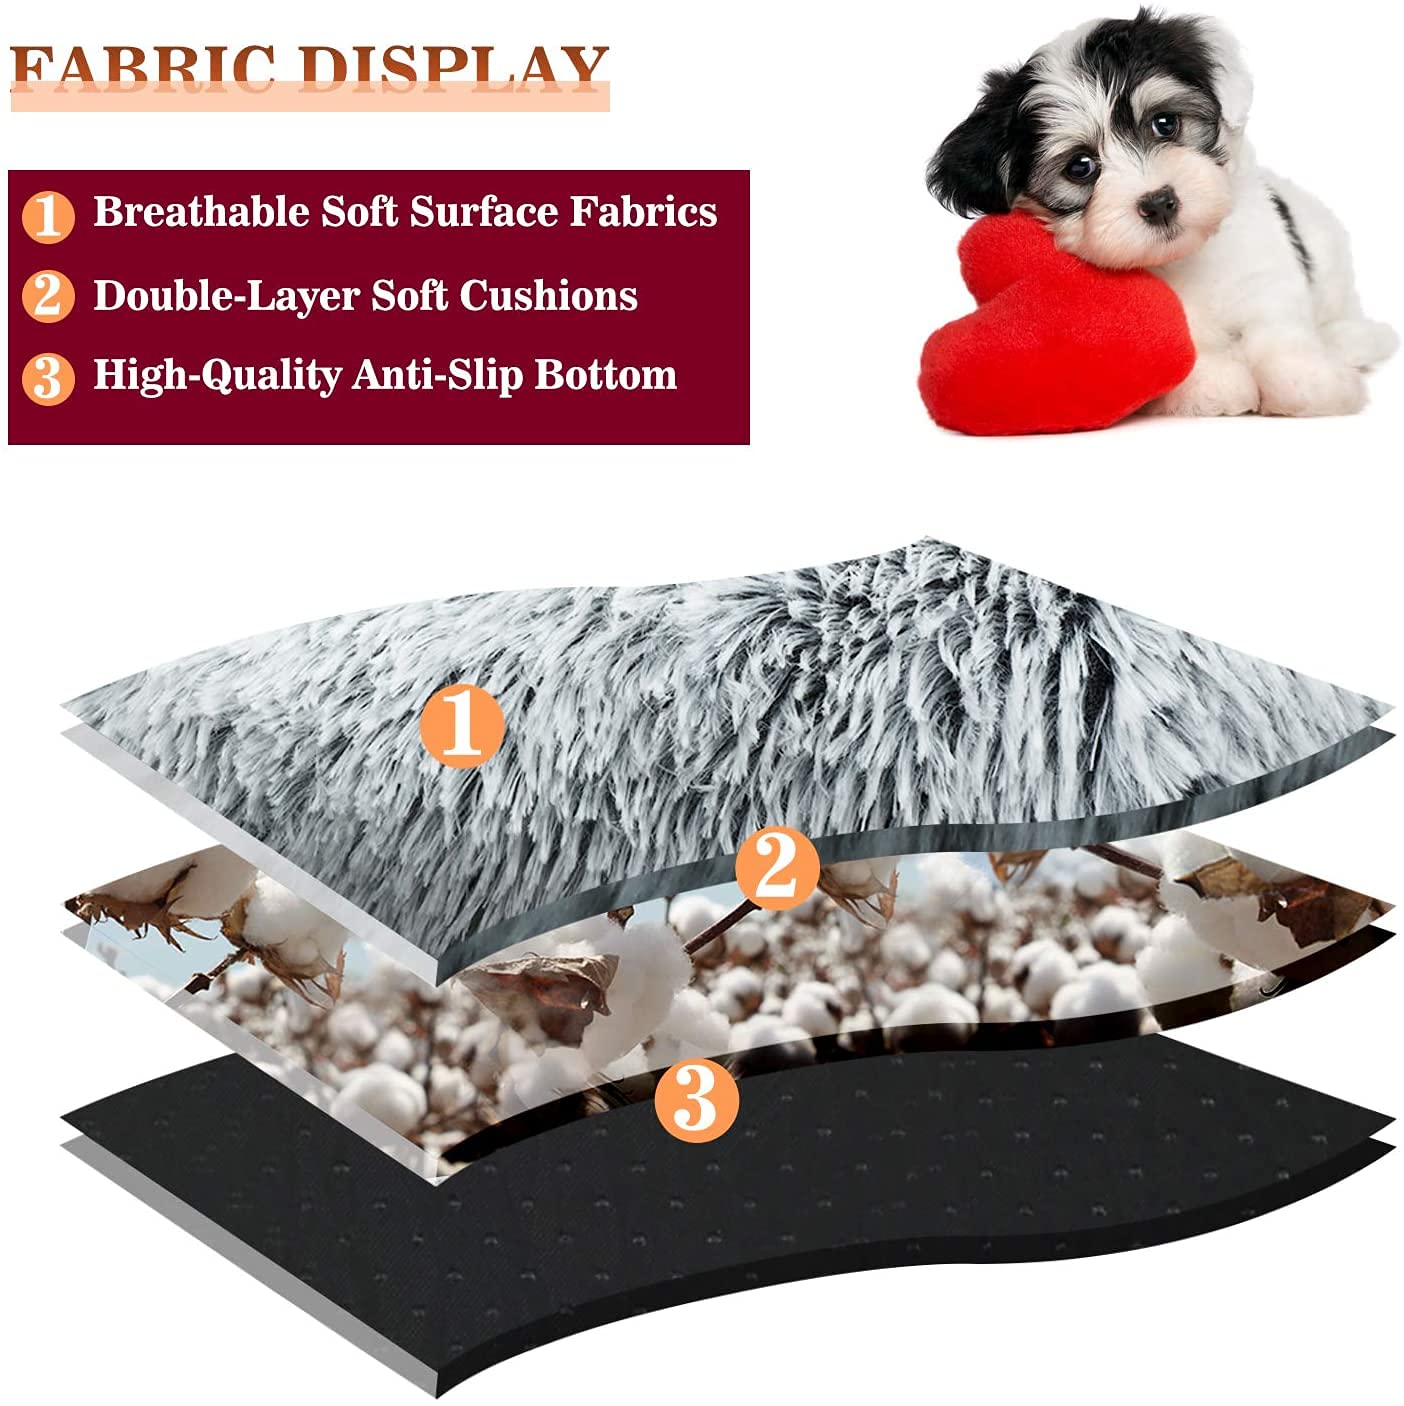 FABRIC DISPLAY
1 Breathable Soft Surface Fabrics
2 Double-Layer Soft Cushions
3 High-Quality Anti-Slip Bottom
1
2
3